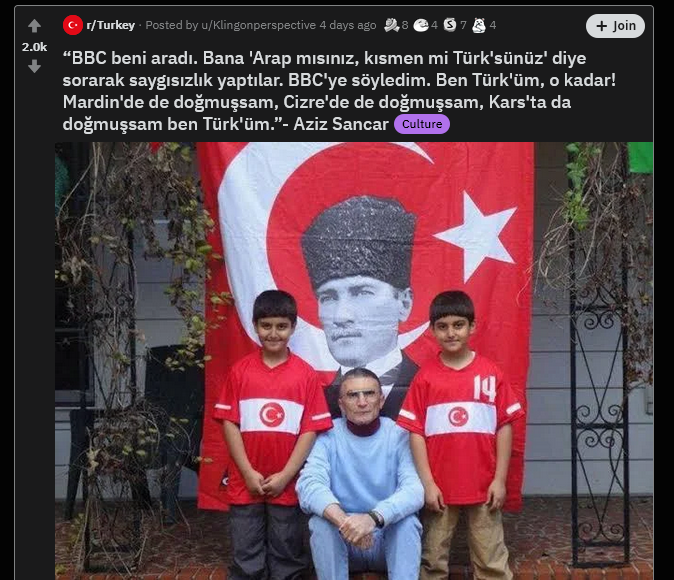 r/Turkey · Posted by u/Klingonperspective 4 days ago 8 4 7 4
+ Join
2.0k
“BBC beni aradı. Bana 'Arap mısınız, kısmen mi Türk'sünüz' diye
sorarak saygısızlık yaptılar. BBC'ye söyledim. Ben Türk'üm, o kadar!
Mardin'de de doğmuşsam, Cizre'de de doğmuşsam, Kars'ta da
doğmuşsam ben Türk'üm.”- Aziz Sancar Culture
14